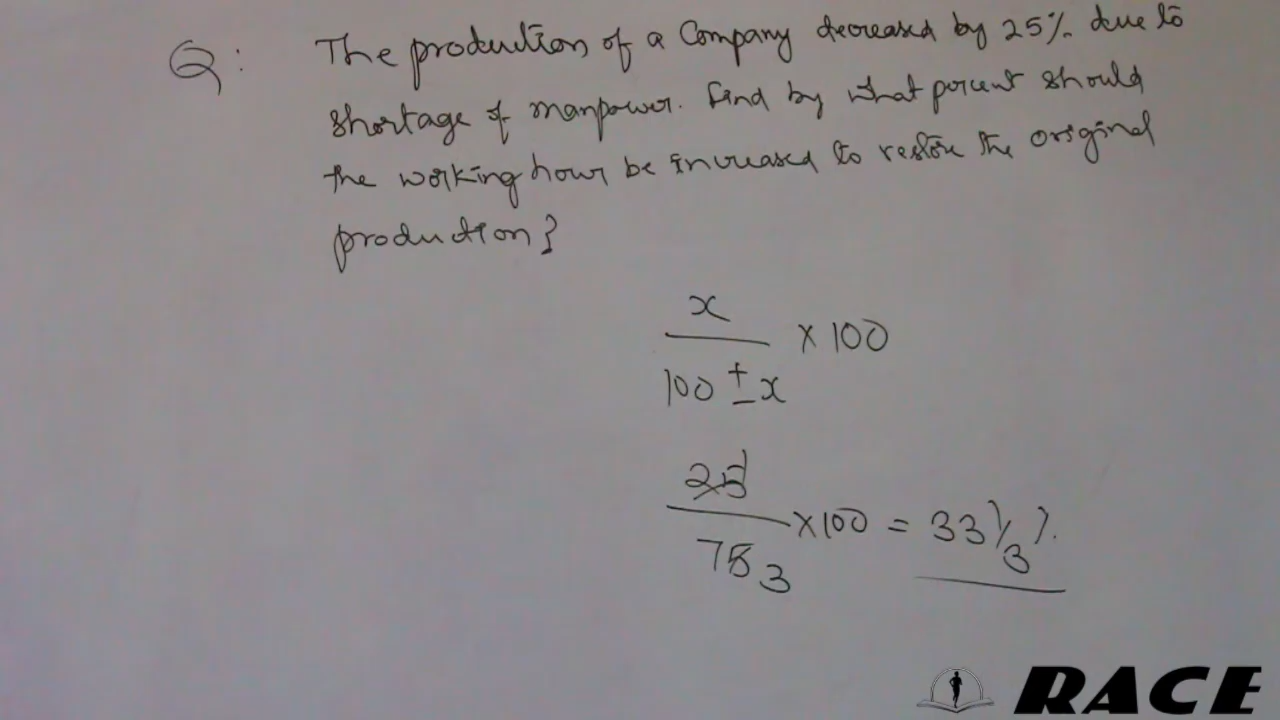 Q: The production of a Company decreased by 25% due to
shortage of manpower. Find by what percent should
the working hour be increased to restore the original
production?
x
× 100
100 ± x
25 1
×100 = 33 1/3 %
75 3
RACE